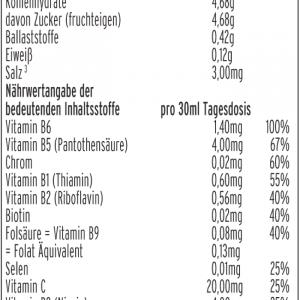 Kohlenhydrate 4,68g
davon Zucker (fruchteigen) 4,68g
Ballaststoffe 0,42g
Eiweiß 0,12g
Salz ³ 3,00mg
Nährwertangabe der
bedeutenden Inhaltsstoffe pro 30ml Tagesdosis
Vitamin B6 1,40mg 100%
Vitamin B5 (Pantothensäure) 4,00mg 67%
Chrom 0,02mg 60%
Vitamin B1 (Thiamin) 0,60mg 55%
Vitamin B2 (Riboflavin) 0,56mg 40%
Biotin 0,02mg 40%
Folsäure = Vitamin B9 0,08mg 40%
= Folat Äquivalent 0,13mg
Selen 0,01mg 25%
Vitamin C 20,00mg 25%